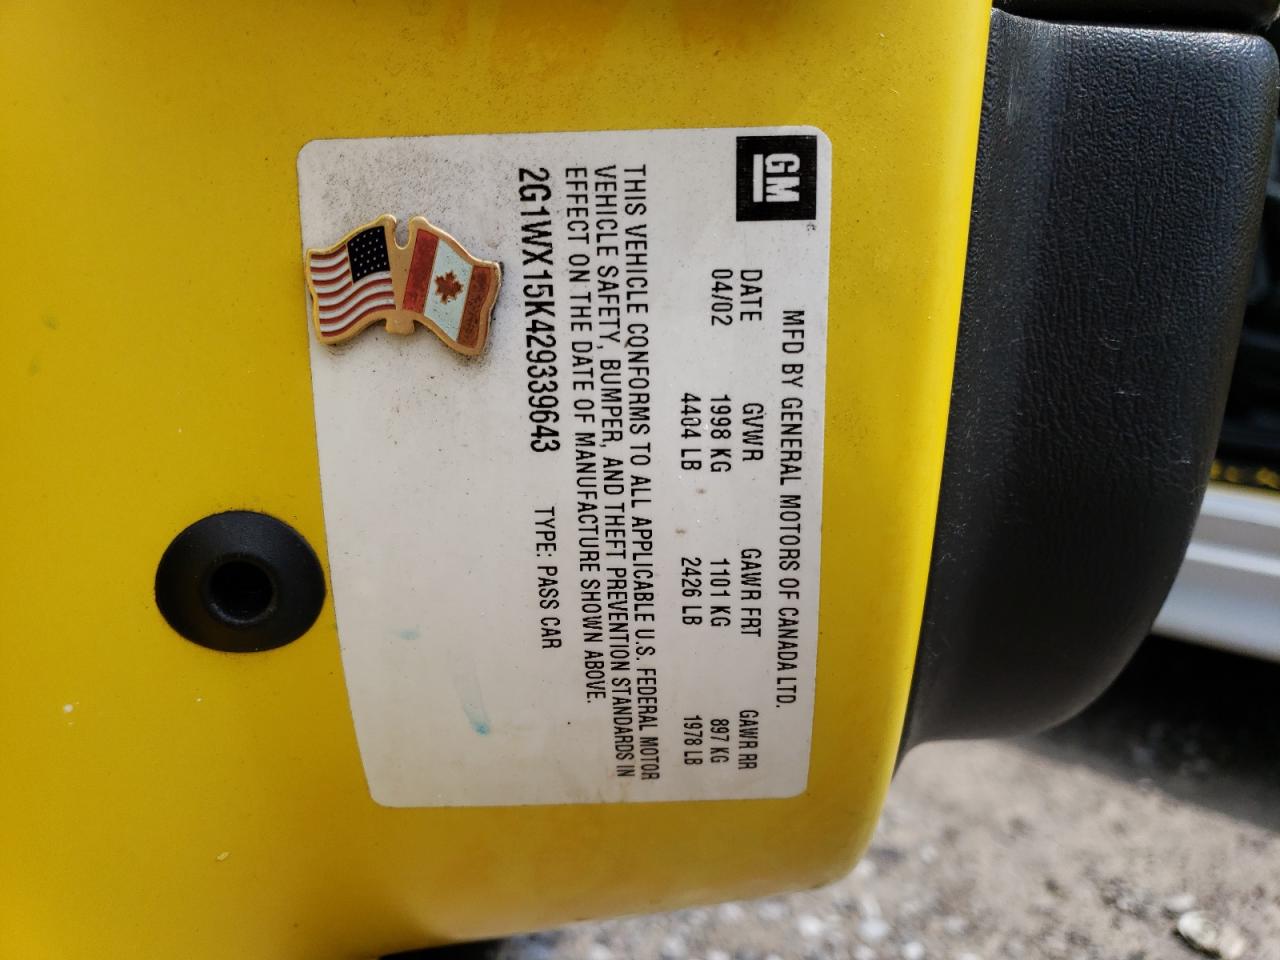 GM
MFD BY GENERAL MOTORS OF CANADA LTD.
DATE GVWR GAWR FRT GAWR RR
04/02 1998 KG 1101 KG 897 KG
4404 LB 2426 LB 1978 LB
THIS VEHICLE CONFORMS TO ALL APPLICABLE U.S. FEDERAL MOTOR
VEHICLE SAFETY, BUMPER, AND THEFT PREVENTION STANDARDS IN
EFFECT ON THE DATE OF MANUFACTURE SHOWN ABOVE.
2G1WX15K429339643 TYPE: PASS CAR